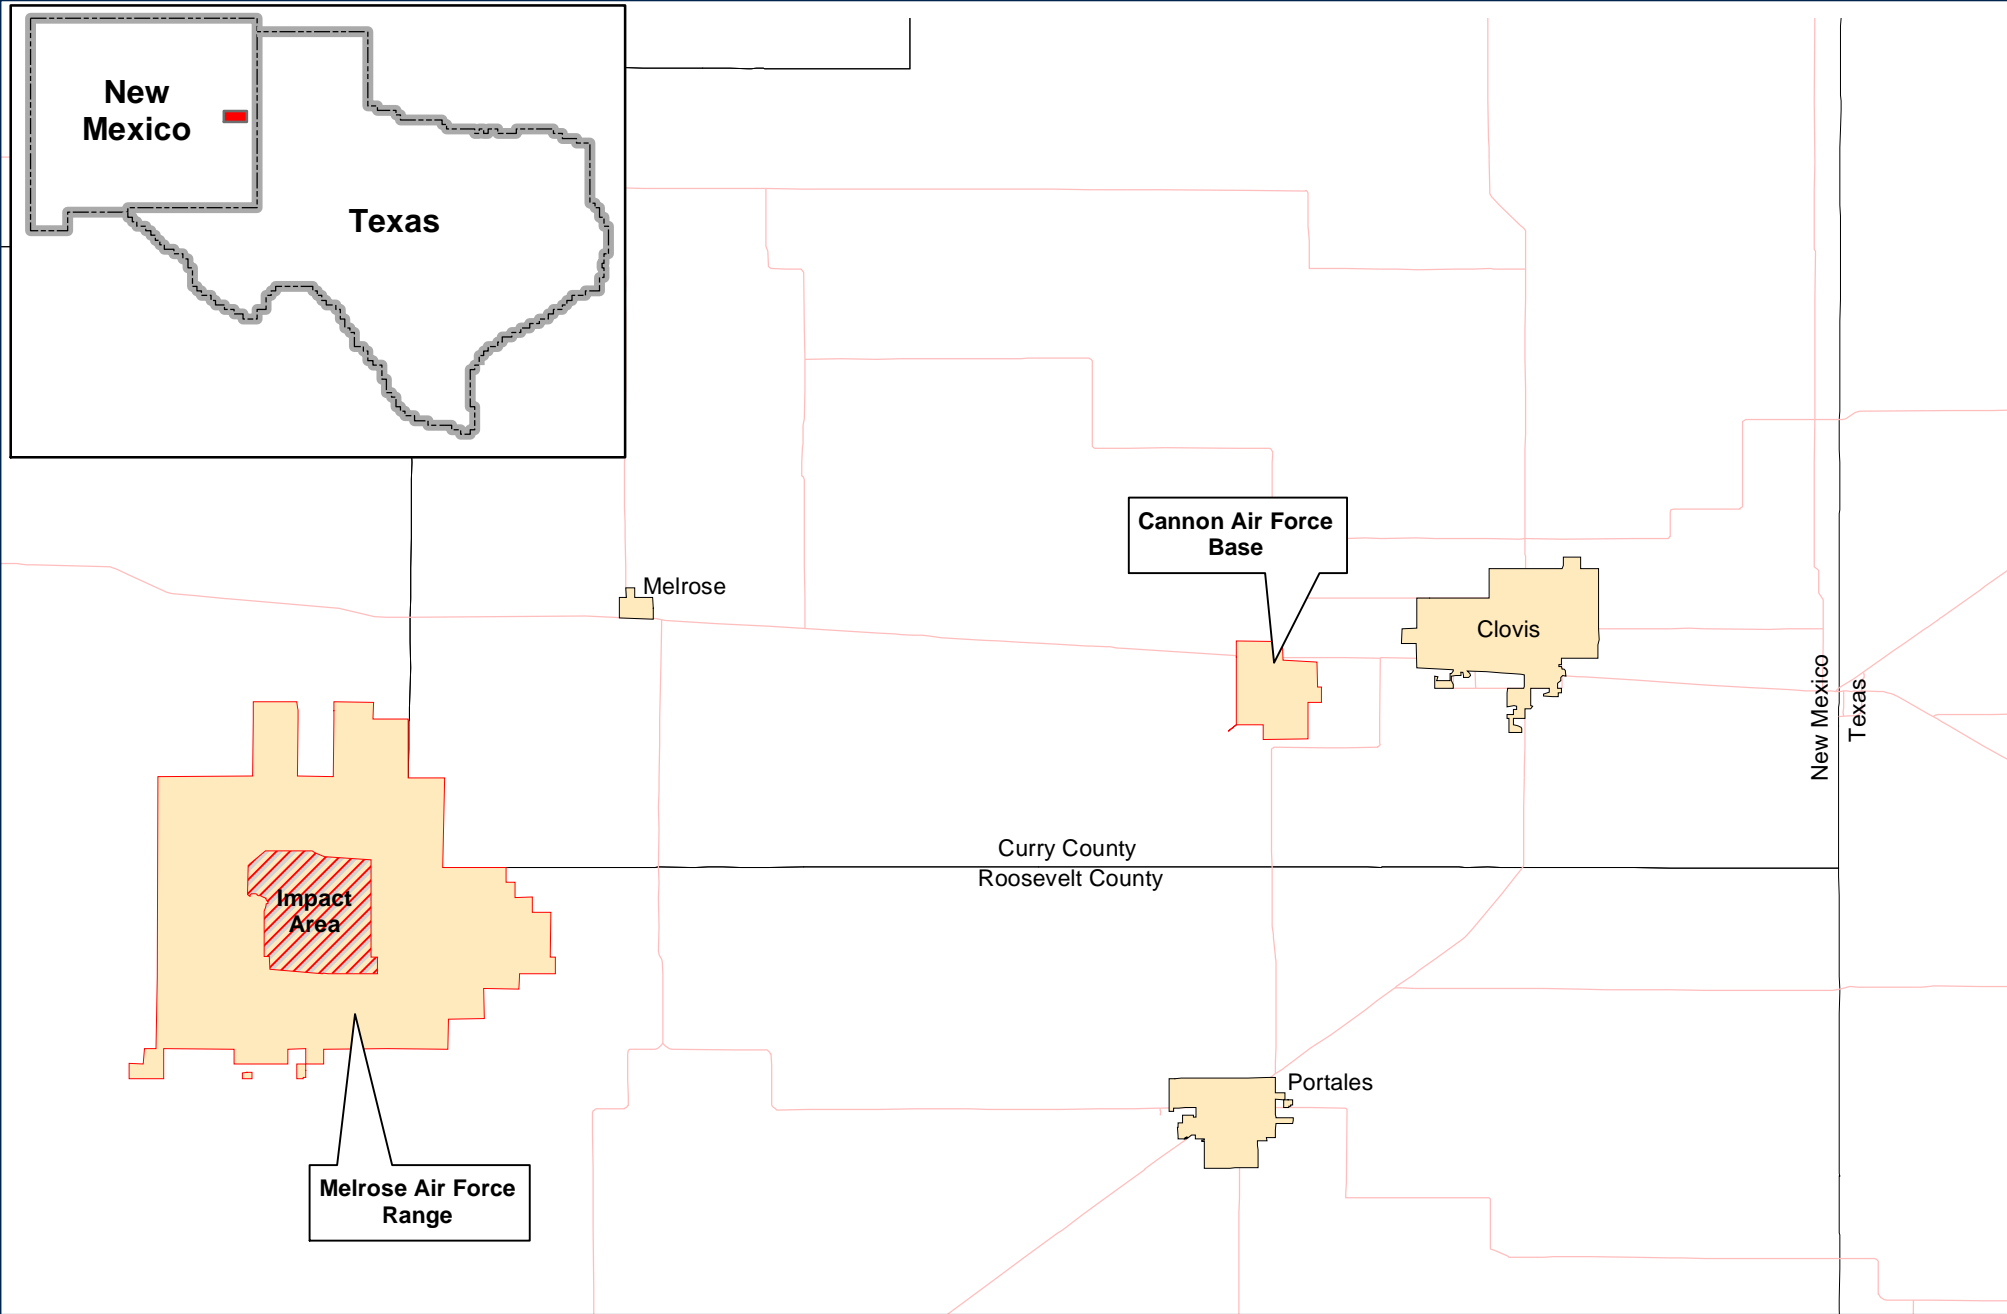 New
Mexico
Texas
Cannon Air Force
Base
Melrose
Clovis
New Mexico
Texas
Curry County
Roosevelt County
Impact
Area
Portales
Melrose Air Force
Range